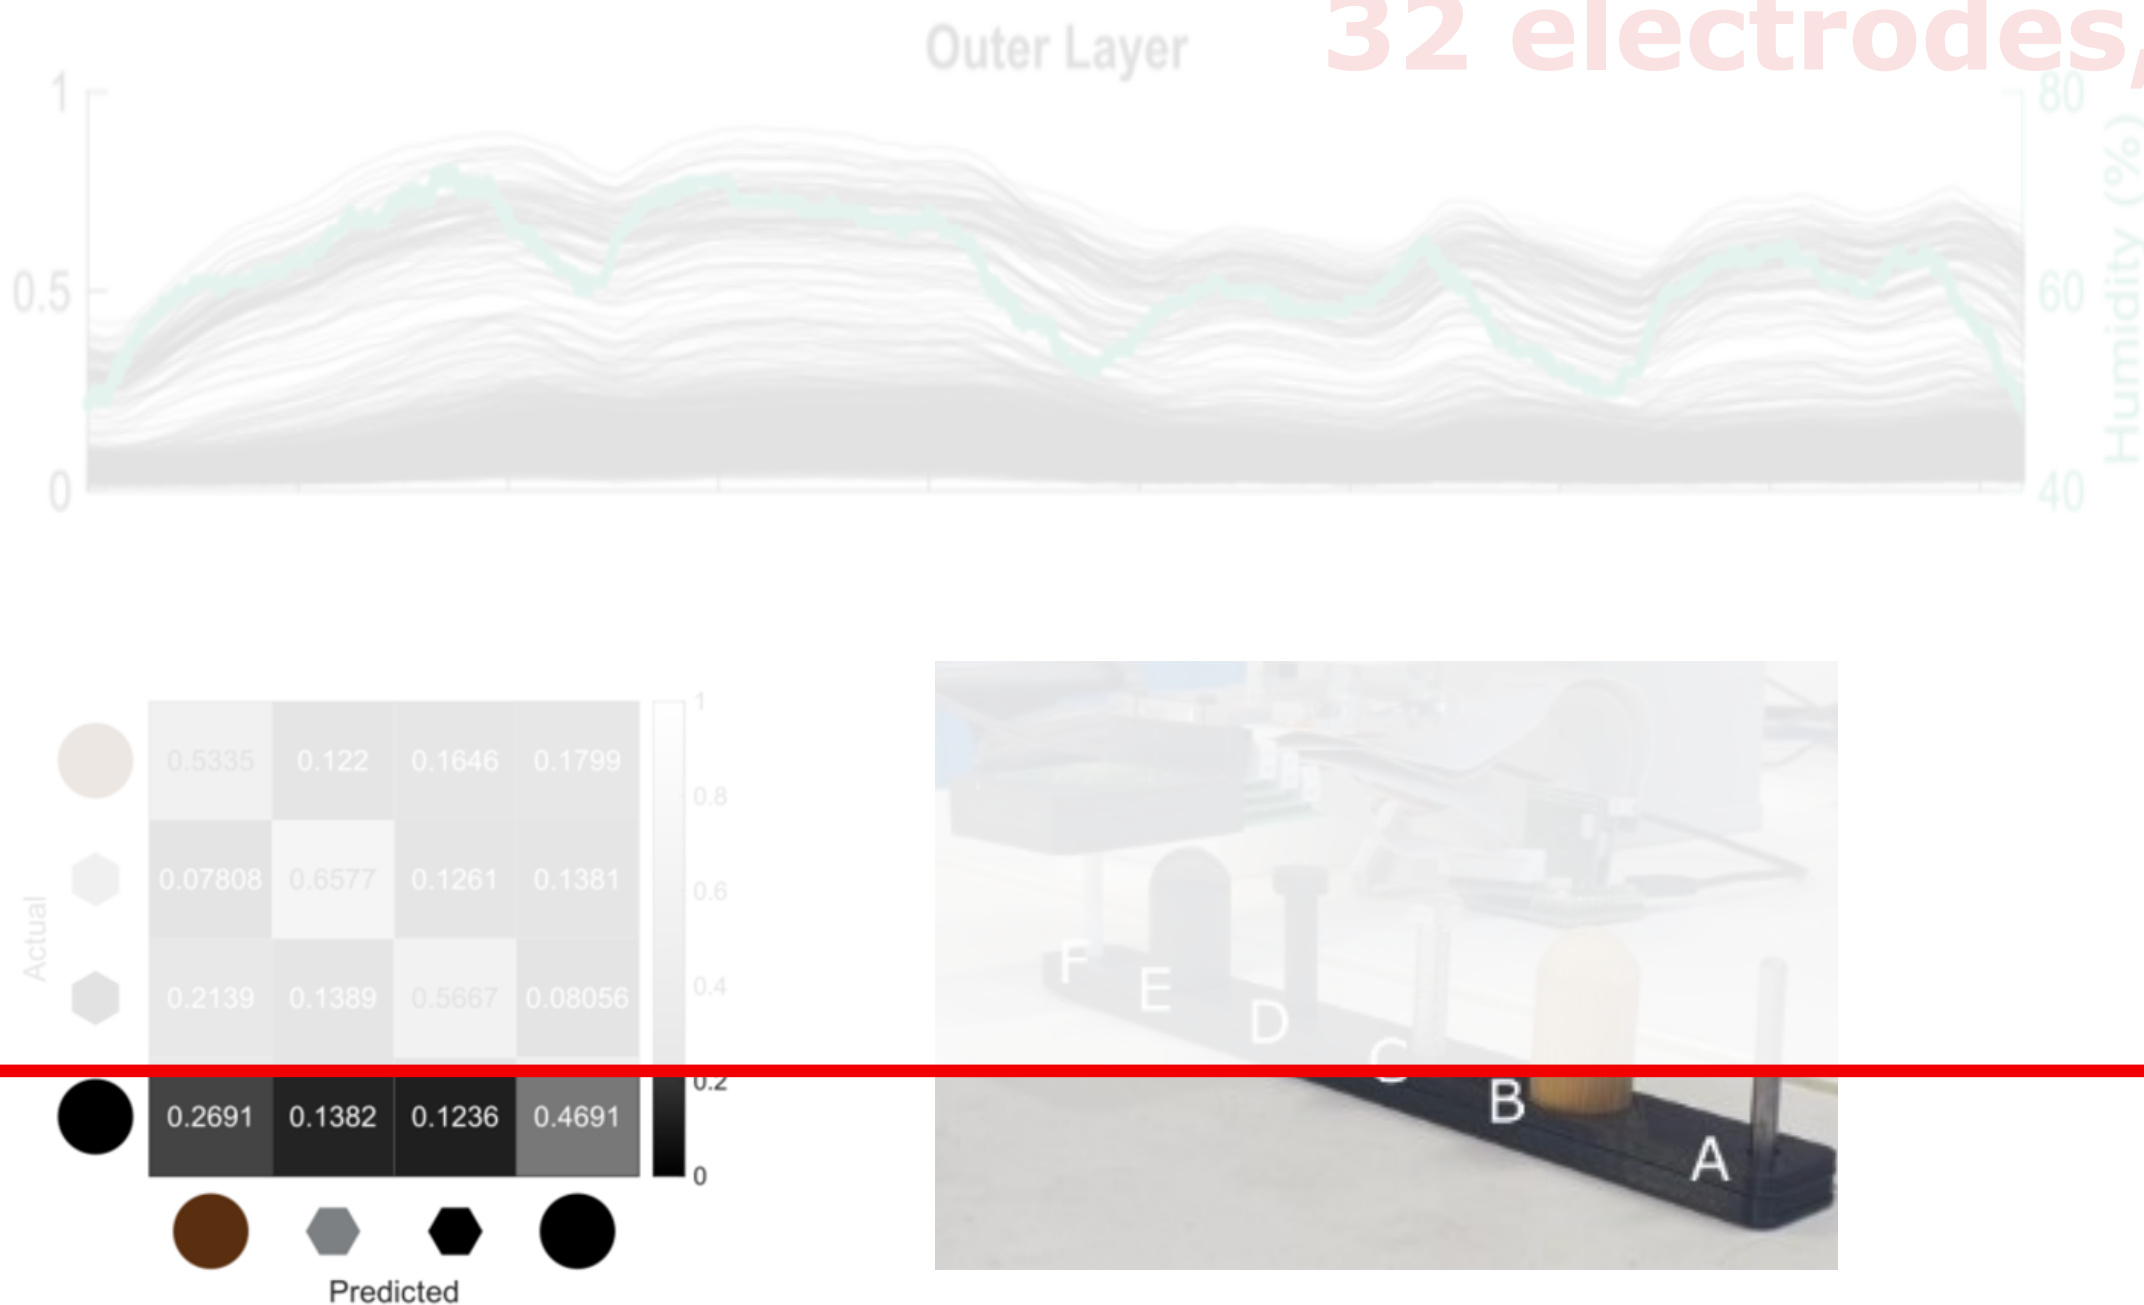 Outer Layer
32 electrodes,
1
0.5
0
80
60
40
Humidity (%)
Actual
0.5335 0.122 0.1646 0.1799
0.07808 0.6577 0.1261 0.1381
0.2139 0.1389 0.5667 0.08056
0.2691 0.1382 0.1236 0.4691
1
0.8
0.6
0.4
0.2
0
Predicted
F
E
D
C
B
A